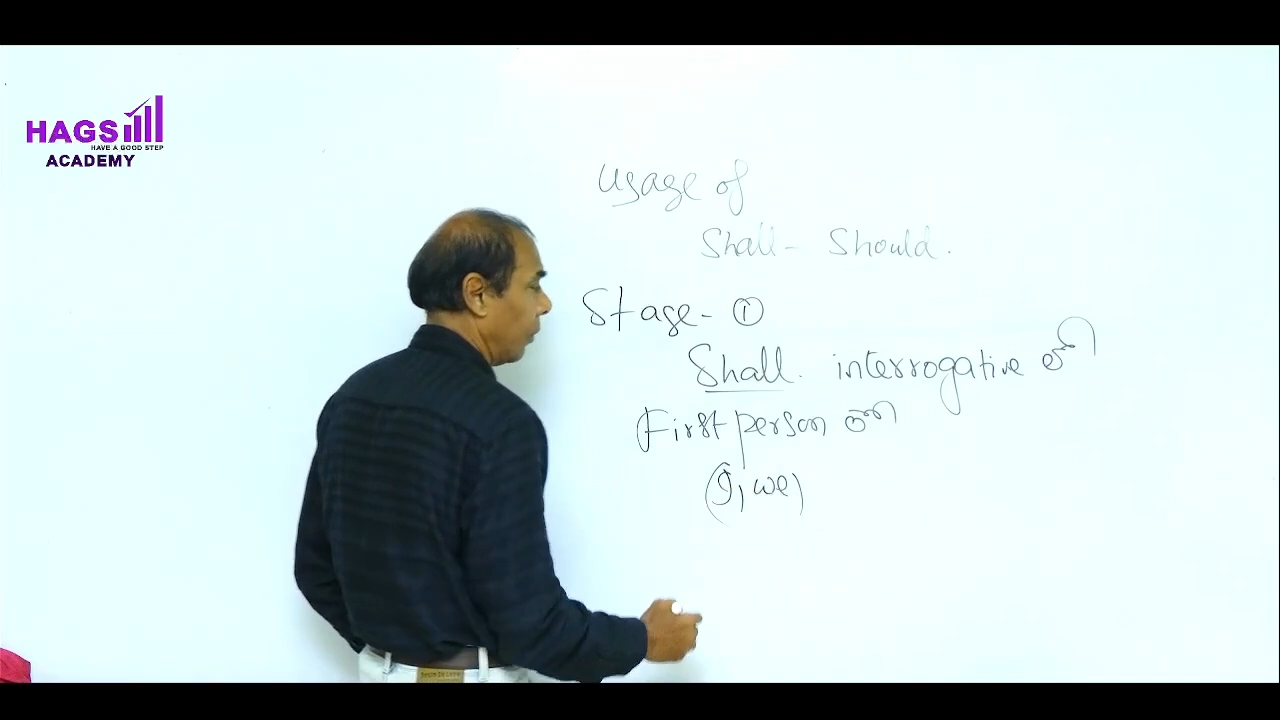 HAGS
HAVE A GOOD STEP
ACADEMY
Usage of
Shall - Should.
Stage - ①
Shall. interrogative లో
First person
(I, we)